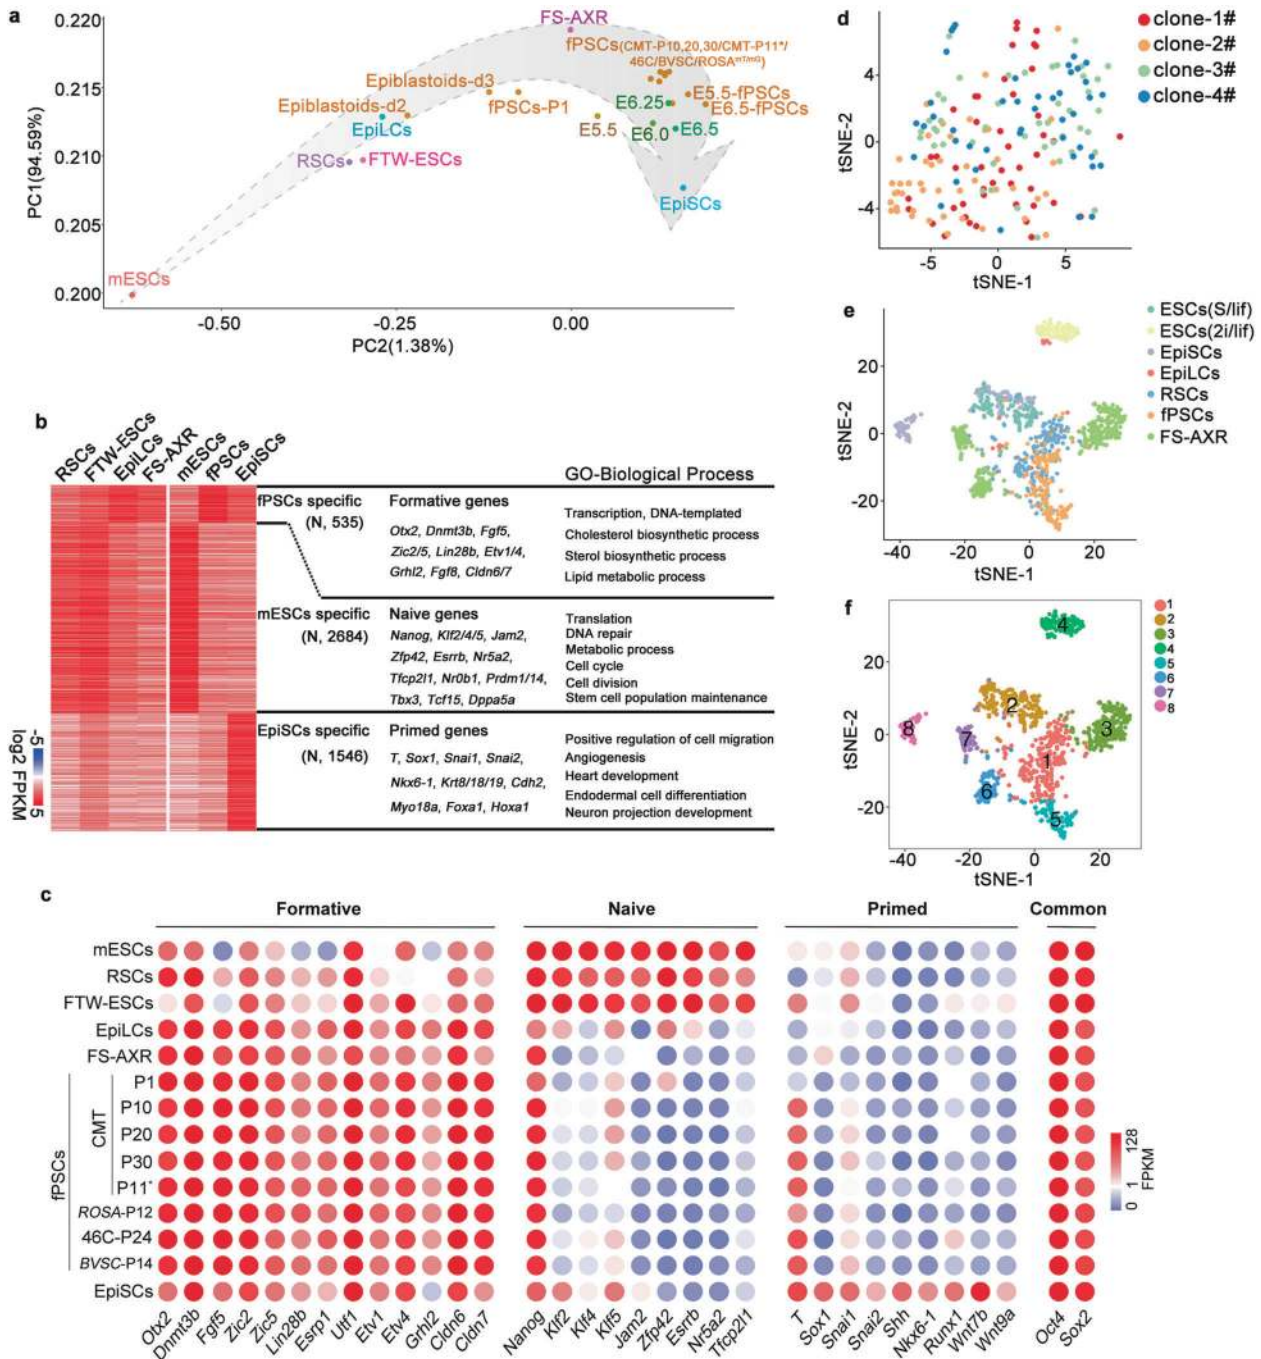 a
0.220
0.215
0.210
0.205
0.200
PC1(94.59%)
-0.50
-0.25
0.00
PC2(1.38%)
FS-AXR
fPSCs(CMT-P10,20,30/CMT-P11*/
46C/BVSC/ROSAmT/mG)
Epiblastoids-d3
Epiblastoids-d2
fPSCs-P1
EpiLCs
E5.5
E6.25
E5.5-fPSCs
E6.5-fPSCs
E6.0
E6.5
RSCs
FTW-ESCs
EpiSCs
mESCs
d
4
0
-4
tSNE-2
-5
0
5
tSNE-1
clone-1#
clone-2#
clone-3#
clone-4#
e
20
0
-20
tSNE-2
-40
-20
0
20
tSNE-1
ESCs(S/lif)
ESCs(2i/lif)
EpiSCs
EpiLCs
RSCs
fPSCs
FS-AXR
b
RSCs
FTW-ESCs
EpiLCs
FS-AXR
mESCs
fPSCs
EpiSCs
GO-Biological Process
fPSCs specific
(N, 535)
Formative genes
Otx2, Dnmt3b, Fgf5,
Zic2/5, Lin28b, Etv1/4,
Grhl2, Fgf8, Cldn6/7
Transcription, DNA-templated
Cholesterol biosynthetic process
Sterol biosynthetic process
Lipid metabolic process
mESCs specific
(N, 2684)
Naive genes
Nanog, Klf2/4/5, Jam2,
Zfp42, Esrrb, Nr5a2,
Tfcp2l1, Nr0b1, Prdm1/14,
Tbx3, Tcf15, Dppa5a
Translation
DNA repair
Metabolic process
Cell cycle
Cell division
Stem cell population maintenance
EpiSCs specific
(N, 1546)
Primed genes
T, Sox1, Snai1, Snai2,
Nkx6-1, Krt8/18/19, Cdh2,
Myo18a, Foxa1, Hoxa1
Positive regulation of cell migration
Angiogenesis
Heart development
Endodermal cell differentiation
Neuron projection development
-5
5
log2 FPKM
f
20
0
-20
tSNE-2
-40
-20
0
20
tSNE-1
4
2
3
8
7
1
6
5
1
2
3
4
5
6
7
8
c
Formative
Naive
Primed
Common
mESCs
RSCs
FTW-ESCs
EpiLCs
FS-AXR
fPSCs
CMT
P1
P10
P20
P30
P11*
ROSA-P12
46C-P24
BVSC-P14
EpiSCs
Otx2
Dnmt3b
Fgf5
Zic2
Zic5
Lin28b
Esrp1
Utf1
Etv1
Etv4
Grhl2
Cldn6
Cldn7
Nanog
Klf2
Klf4
Klf5
Jam2
Zfp42
Esrrb
Nr5a2
Tfcp2l1
T
Sox1
Snai1
Snai2
Shh
Nkx6-1
Runx1
Wnt7b
Wnt9a
Oct4
Sox2
128
1
0
FPKM